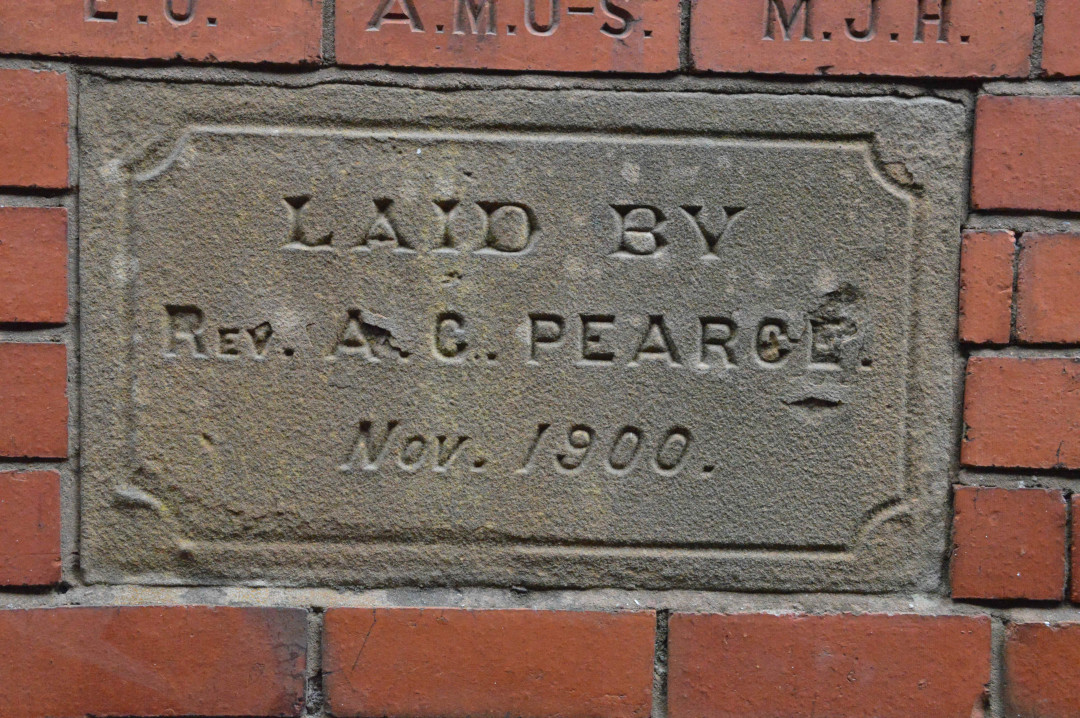 E.J.
A.M.U-S.
M.J.H.
LAID BY
REV. A. C. PEARCE.
Nov. 1900.